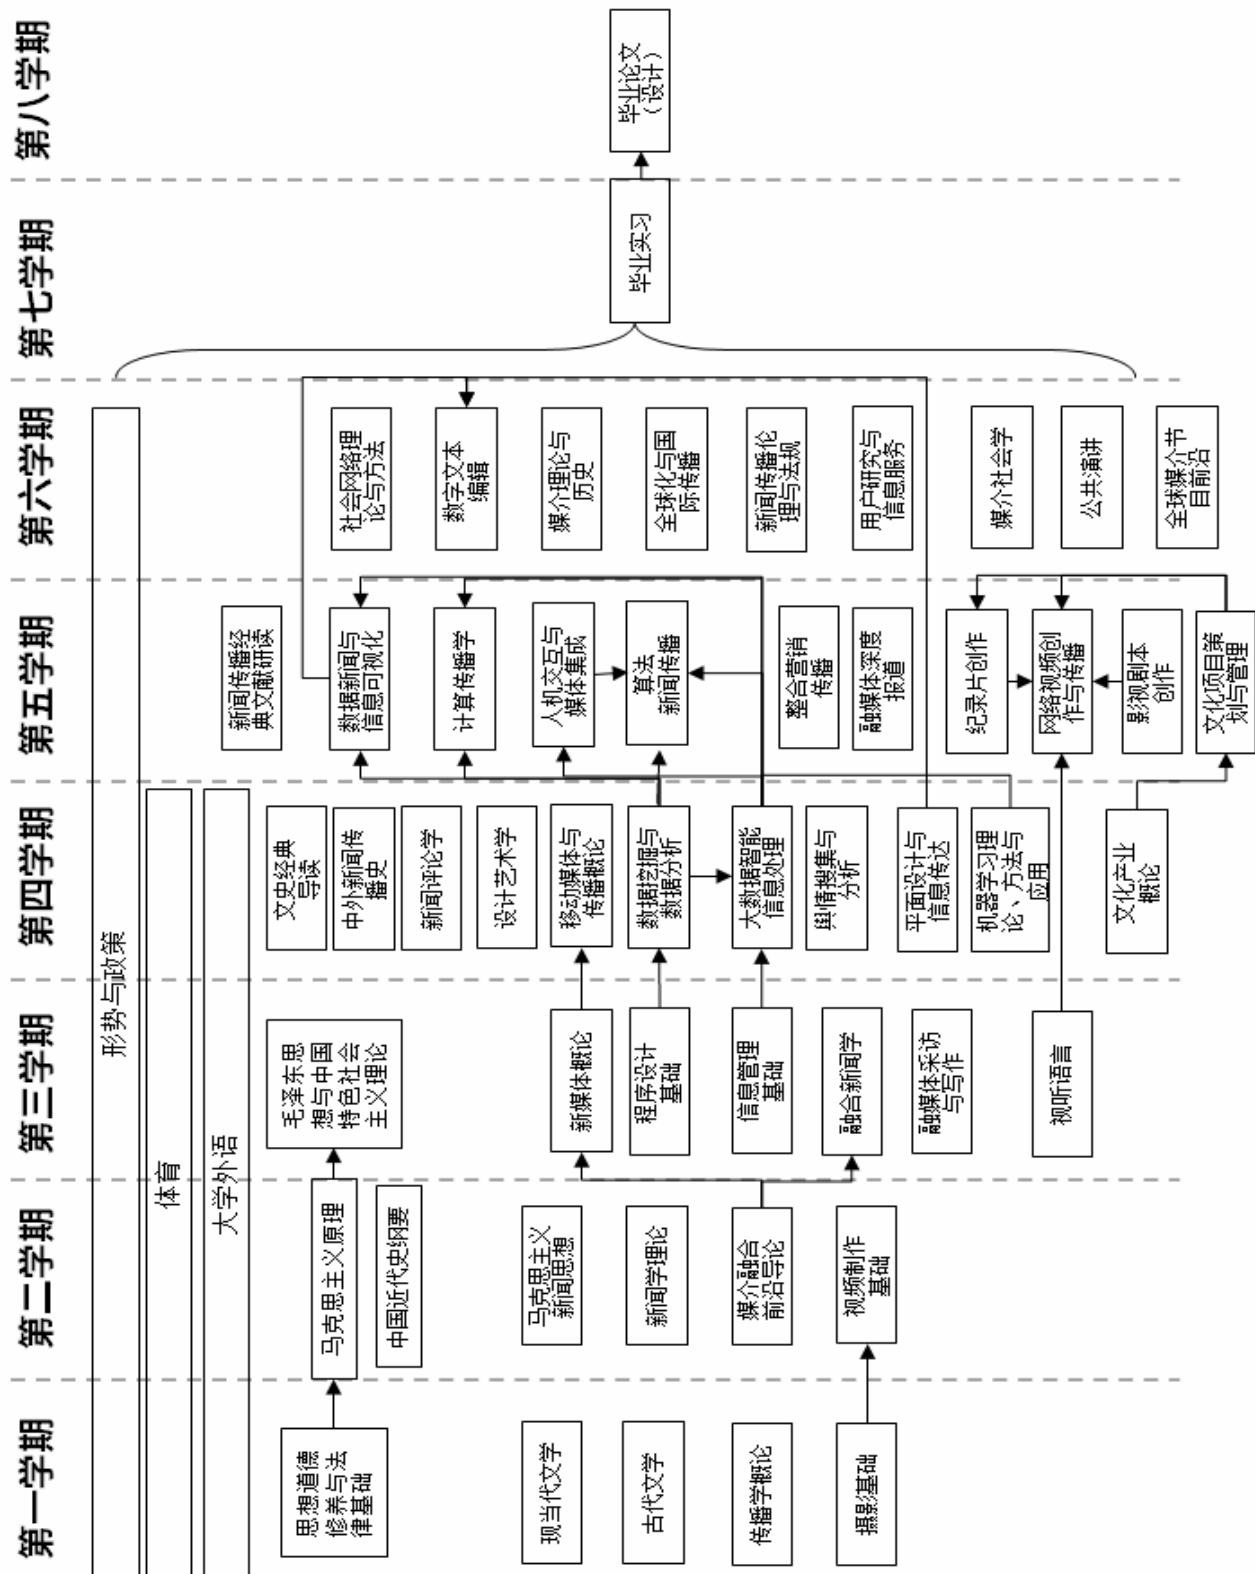 第一学期
第二学期
第三学期
第四学期
第五学期
第六学期
第七学期
第八学期
形势与政策
体育
大学外语
思想道德
修养与法
律基础
现当代文学
古代文学
传播学概论
摄影基础
马克思主义原理
中国近代史纲要
马克思主义
新闻思想
新闻学理论
媒介融合
前沿导论
视频制作
基础
毛泽东思
想与中国
特色社会
主义理论
新媒体概论
程序设计
基础
信息管理
基础
融合新闻学
融媒体采访
与写作
视听语言
文史经典
导读
中外新闻传
播史
新闻评论学
设计艺术学
移动媒体与
传播概论
数据挖掘与
数据分析
大数据智能
信息处理
舆情搜集与
分析
平面设计与
信息传达
机器学习理
论、方法与
应用
文化产业
概论
新闻传播经
典文献研读
数据新闻与
信息可视化
计算传播学
人机交互与
媒体集成
算法
新闻传播
整合营销
传播
融媒体深度
报道
纪录片创作
网络视频创
作与传播
影视剧本
创作
文化项目策
划与管理
社会网络理
论与方法
数字文本
编辑
媒介理论与
历史
全球化与国
际传播
新闻传播伦
理与法规
用户研究与
信息服务
媒介社会学
公共演讲
全球媒介节
目前沿
毕业实习
毕业论文
（设计）